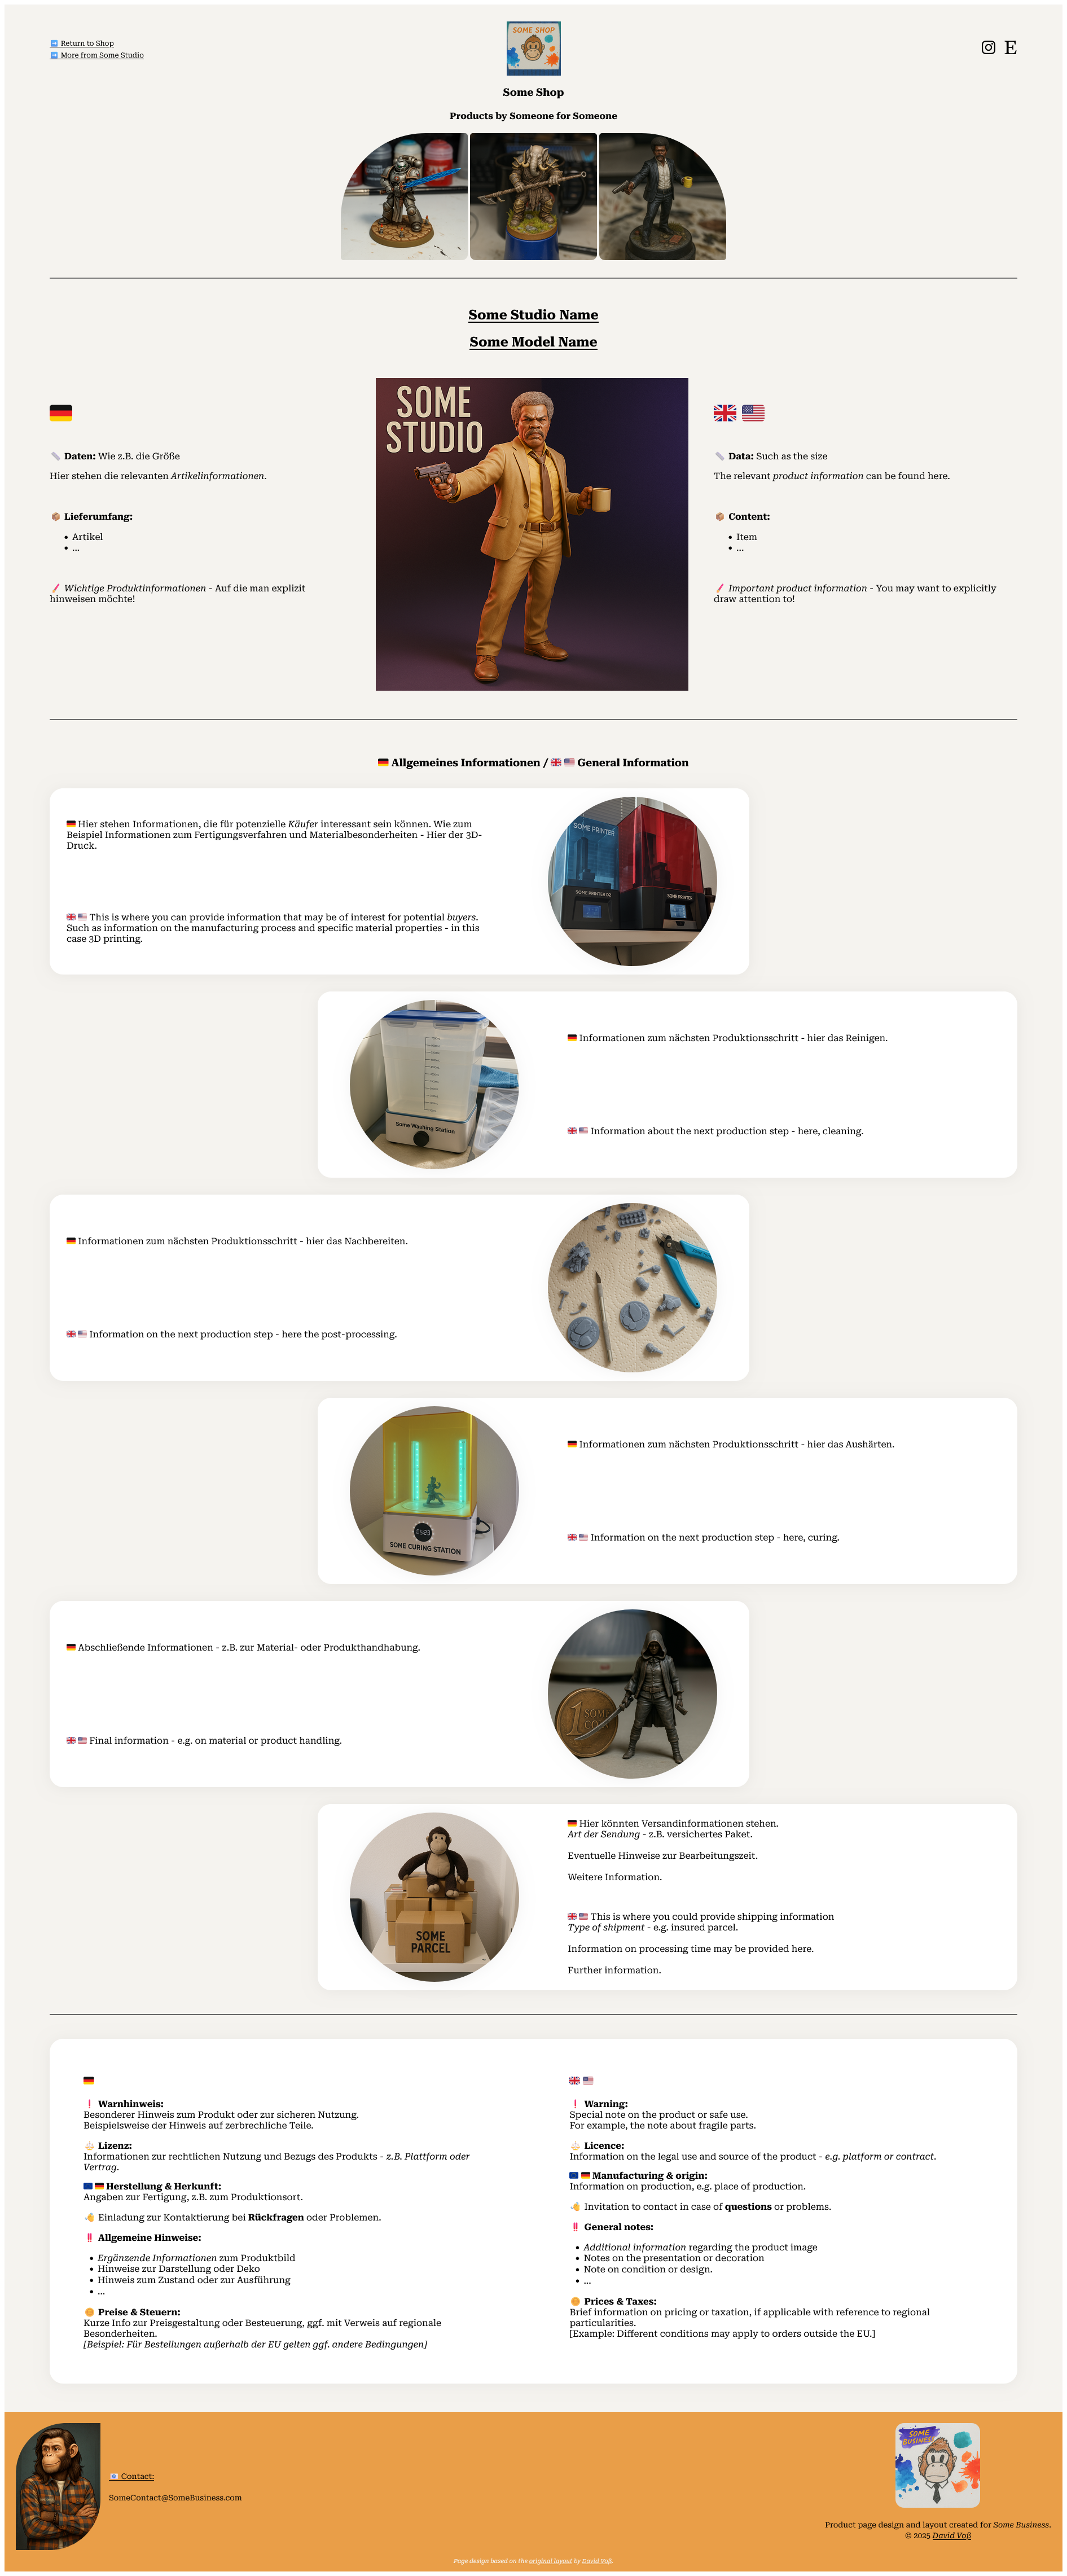 ➡️ Return to Shop
➡️ More from Some Studio
SOME SHOP
E
Some Shop
Products by Someone for Someone
Some Studio Name
Some Model Name
📏 Daten: Wie z.B. die Größe
Hier stehen die relevanten Artikelinformationen.
📦 Lieferumfang:
• Artikel
• ...
🖍️ Wichtige Produktinformationen - Auf die man explizit
hinweisen möchte!
SOME
STUDIO
📏 Data: Such as the size
The relevant product information can be found here.
📦 Content:
• Item
• ...
🖍️ Important product information - You may want to explicitly
draw attention to!
🇩🇪 Allgemeines Informationen / 🇬🇧 🇺🇸 General Information
🇩🇪 Hier stehen Informationen, die für potenzielle Käufer interessant sein können. Wie zum
Beispiel Informationen zum Fertigungsverfahren und Materialbesonderheiten - Hier der 3D-
Druck.
🇬🇧 🇺🇸 This is where you can provide information that may be of interest for potential buyers.
Such as information on the manufacturing process and specific material properties - in this
case 3D printing.
SOME PRINTER
SOME PRINTER DS
SOME PRINTER
Some Washing Station
🇩🇪 Informationen zum nächsten Produktionsschritt - hier das Reinigen.
🇬🇧 🇺🇸 Information about the next production step - here, cleaning.
🇩🇪 Informationen zum nächsten Produktionsschritt - hier das Nachbereiten.
🇬🇧 🇺🇸 Information on the next production step - here the post-processing.
05:23
SOME CURING STATION
🇩🇪 Informationen zum nächsten Produktionsschritt - hier das Aushärten.
🇬🇧 🇺🇸 Information on the next production step - here, curing.
🇩🇪 Abschließende Informationen - z.B. zur Material- oder Produkthandhabung.
🇬🇧 🇺🇸 Final information - e.g. on material or product handling.
1 SOME
SOME
PARCEL
🇩🇪 Hier könnten Versandinformationen stehen.
Art der Sendung - z.B. versichertes Paket.
Eventuelle Hinweise zur Bearbeitungszeit.
Weitere Information.
🇬🇧 🇺🇸 This is where you could provide shipping information
Type of shipment - e.g. insured parcel.
Information on processing time may be provided here.
Further information.
❗ Warnhinweis:
Besonderer Hinweis zum Produkt oder zur sicheren Nutzung.
Beispielsweise der Hinweis auf zerbrechliche Teile.
⚖️ Lizenz:
Informationen zur rechtlichen Nutzung und Bezugs des Produkts - z.B. Plattform oder
Vertrag.
🇪🇺 🇩🇪 Herstellung & Herkunft:
Angaben zur Fertigung, z.B. zum Produktionsort.
Einladung zur Kontaktierung bei Rückfragen oder Problemen.
‼️ Allgemeine Hinweise:
• Ergänzende Informationen zum Produktbild
• Hinweise zur Darstellung oder Deko
• Hinweis zum Zustand oder zur Ausführung
• ...
Preise & Steuern:
Kurze Info zur Preisgestaltung oder Besteuerung, ggf. mit Verweis auf regionale
Besonderheiten.
[Beispiel: Für Bestellungen außerhalb der EU gelten ggf. andere Bedingungen]
❗ Warning:
Special note on the product or safe use.
For example, the note about fragile parts.
⚖️ Licence:
Information on the legal use and source of the product - e.g. platform or contract.
🇪🇺 🇩🇪 Manufacturing & origin:
Information on production, e.g. place of production.
Invitation to contact in case of questions or problems.
‼️ General notes:
• Additional information regarding the product image
• Notes on the presentation or decoration
• Note on condition or design.
• ...
Prices & Taxes:
Brief information on pricing or taxation, if applicable with reference to regional
particularities.
[Example: Different conditions may apply to orders outside the EU.]
📧 Contact:
SomeContact@SomeBusiness.com
SOME
BUSINESS
Product page design and layout created for Some Business.
© 2025 David Voß
Page design based on the original layout by David Voß.